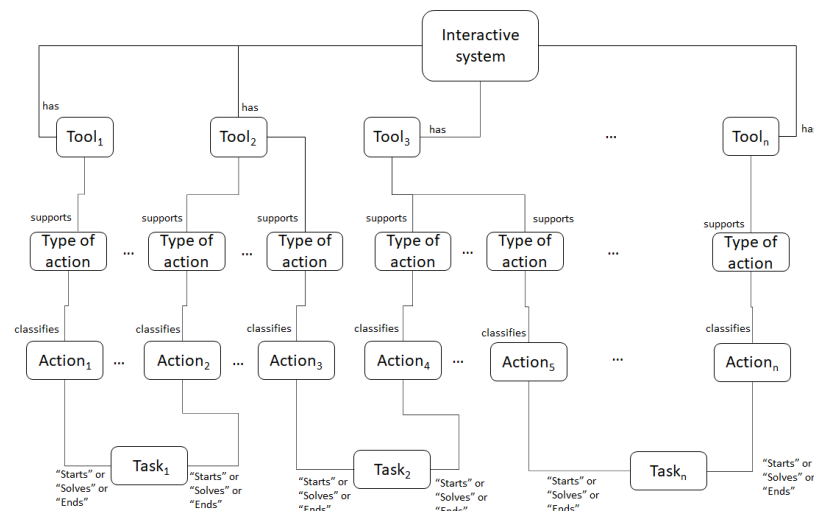 Interactive
system
has
has
has
has
Tool₁
Tool₂
Tool₃
...
Toolₙ
supports
supports
supports
supports
supports
supports
Type of
action
...
Type of
action
...
Type of
action
Type of
action
...
Type of
action
...
Type of
action
classifies
classifies
classifies
classifies
classifies
classifies
Action₁
...
Action₂
...
Action₃
Action₄
...
Action₅
...
Actionₙ
"Starts" or
"Solves" or
"Ends"
Task₁
"Starts" or
"Solves" or
"Ends"
"Starts" or
"Solves" or
"Ends"
Task₂
"Starts" or
"Solves" or
"Ends"
"Starts" or
"Solves" or
"Ends"
Taskₙ
"Starts" or
"Solves" or
"Ends"